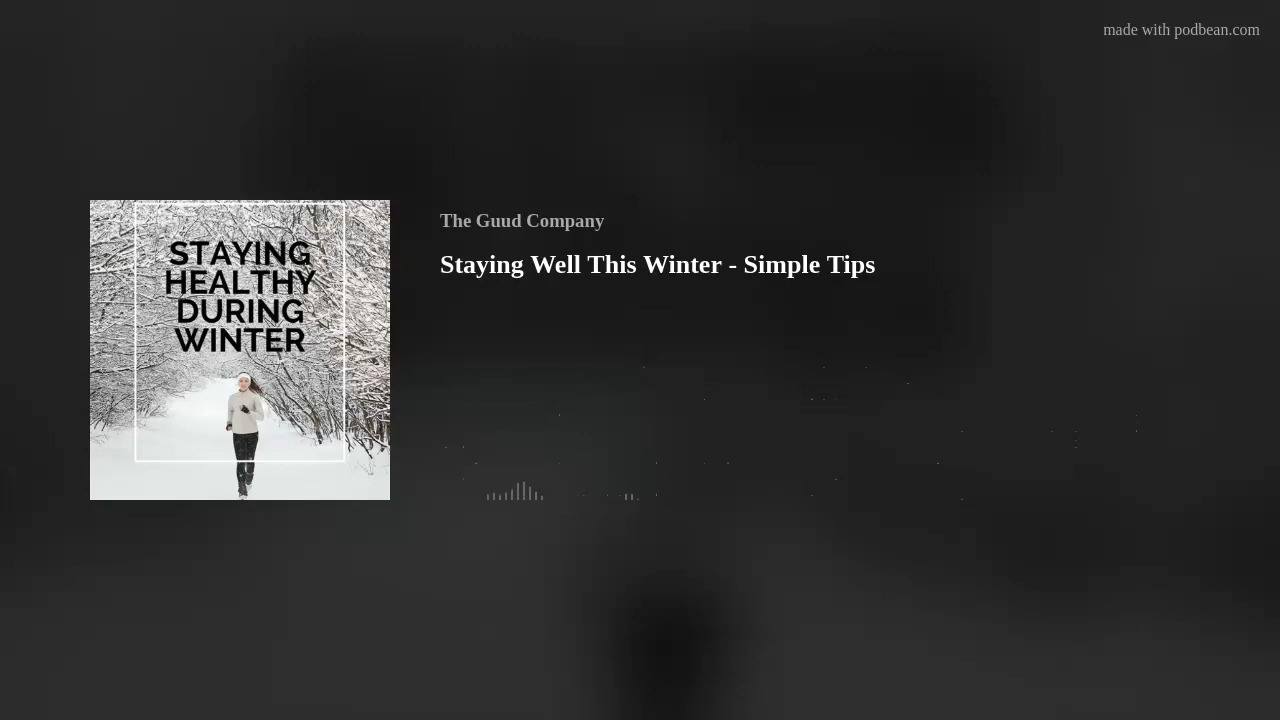 made with podbean.com
STAYING
HEALTHY
DURING
WINTER
The Guud Company
Staying Well This Winter - Simple Tips